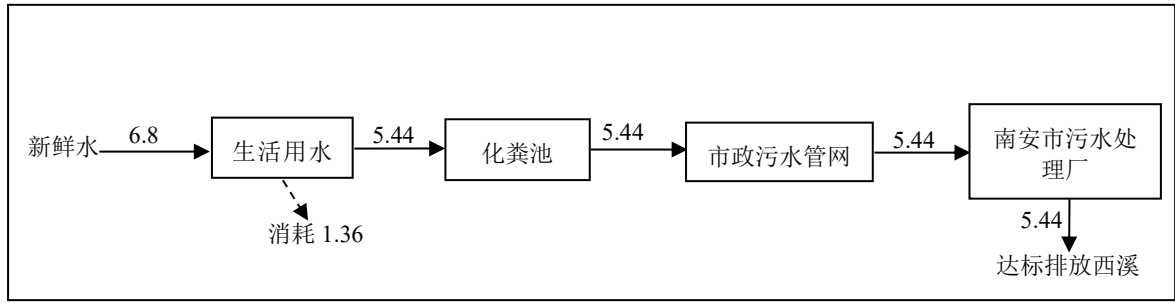 新鲜水
6.8
生活用水
消耗 1.36
5.44
化粪池
5.44
市政污水管网
5.44
南安市污水处
理厂
5.44
达标排放西溪